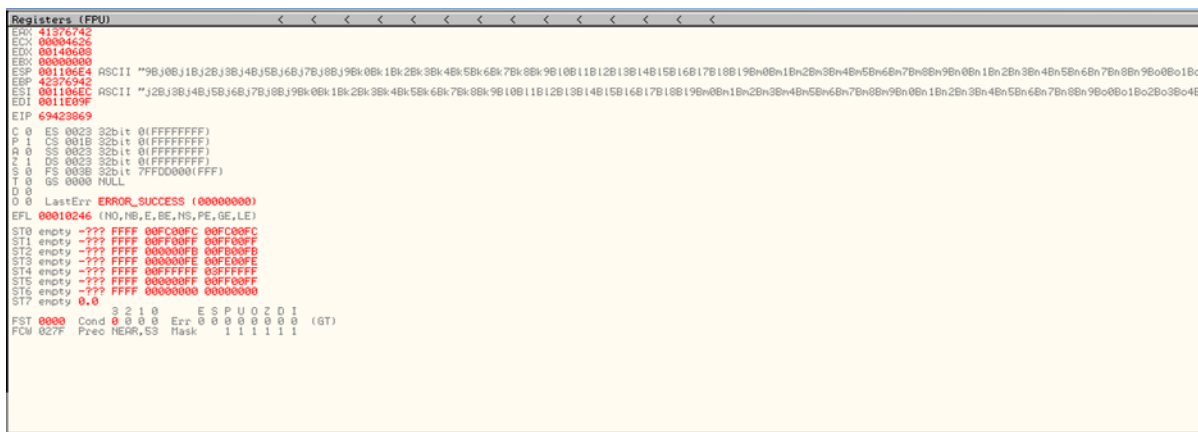 Registers (FPU) < < < < < < < < < < < < < <
EAX 41376742
ECX 00004626
EDX 00140608
EBX 00000000
ESP 001106E4 ASCII "9Bj0Bj1Bj2Bj3Bj4Bj5Bj6Bj7Bj8Bj9Bk0Bk1Bk2Bk3Bk4Bk5Bk6Bk7Bk8Bk9Bl0Bl1Bl2Bl3Bl4Bl5Bl6Bl7Bl8Bl9Bm0Bm1Bm2Bm3Bm4Bm5Bm6Bm7Bm8Bm9Bn0Bn1Bn2Bn3Bn4Bn5Bn6Bn7Bn8Bn9Bo0Bo1Bo
EBP 42376942
ESI 001106EC ASCII "j2Bj3Bj4Bj5Bj6Bj7Bj8Bj9Bk0Bk1Bk2Bk3Bk4Bk5Bk6Bk7Bk8Bk9Bl0Bl1Bl2Bl3Bl4Bl5Bl6Bl7Bl8Bl9Bm0Bm1Bm2Bm3Bm4Bm5Bm6Bm7Bm8Bm9Bn0Bn1Bn2Bn3Bn4Bn5Bn6Bn7Bn8Bn9Bo0Bo1Bo2Bo3Bo4B
EDI 0011E09F
EIP 69423869
C 0 ES 0023 32bit 0(FFFFFFFF)
P 1 CS 001B 32bit 0(FFFFFFFF)
A 0 SS 0023 32bit 0(FFFFFFFF)
Z 1 DS 0023 32bit 0(FFFFFFFF)
S 0 FS 003B 32bit 7FFDD000(FFF)
T 0 GS 0000 NULL
D 0
O 0 LastErr ERROR_SUCCESS (00000000)
EFL 00010246 (NO,NB,E,BE,NS,PE,GE,LE)
ST0 empty -??? FFFF 00FC00FC 00FC00FC
ST1 empty -??? FFFF 00FF00FF 00FF00FF
ST2 empty -??? FFFF 000000FB 00FB00FB
ST3 empty -??? FFFF 000000FE 00FE00FE
ST4 empty -??? FFFF 00FFFFFF 03FFFFFF
ST5 empty -??? FFFF 000000FF 00FF00FF
ST6 empty -??? FFFF 00000000 00000000
ST7 empty 0.0
3 2 1 0 E S P U O Z D I
FST 0000 Cond 0 0 0 0 Err 0 0 0 0 0 0 0 0 (GT)
FCW 027F Prec NEAR,53 Mask 1 1 1 1 1 1